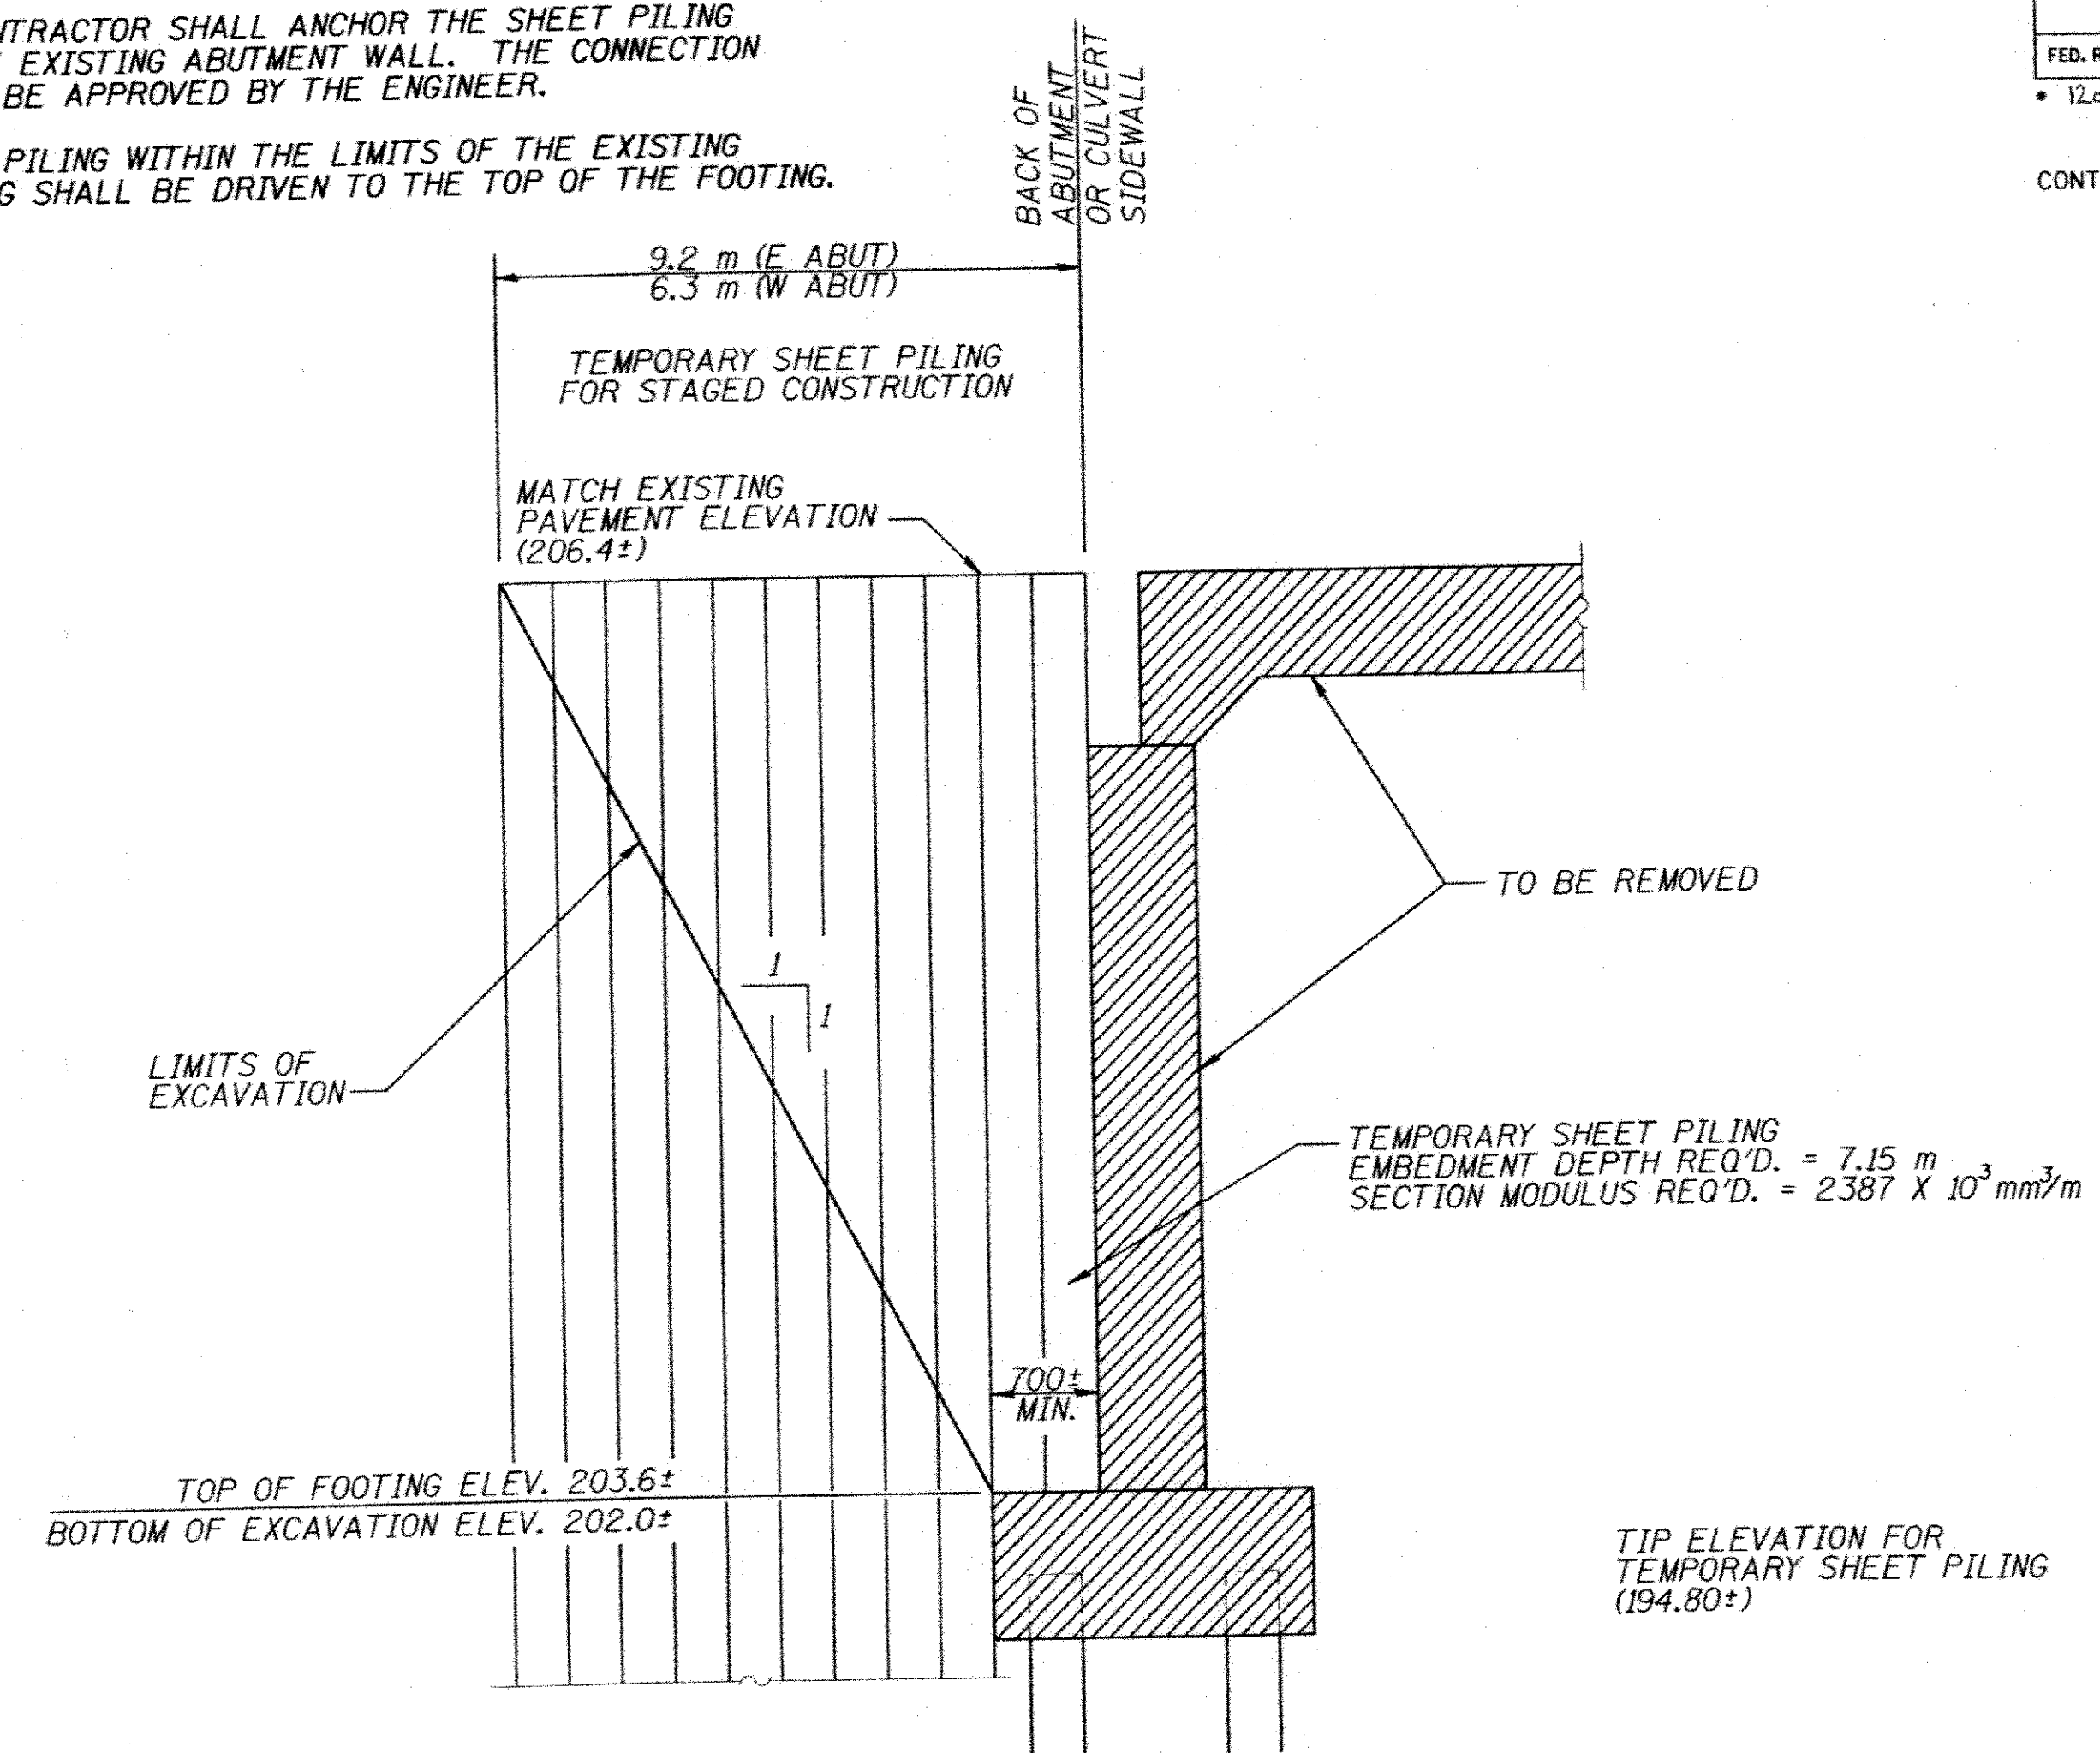 NTRACTOR SHALL ANCHOR THE SHEET PILING
EXISTING ABUTMENT WALL. THE CONNECTION
BE APPROVED BY THE ENGINEER.
PILING WITHIN THE LIMITS OF THE EXISTING
G SHALL BE DRIVEN TO THE TOP OF THE FOOTING.
BACK OF
ABUTMENT
OR CULVERT
SIDEWALL
FED. R
CONT
9.2 m (E ABUT)
6.3 m (W ABUT)
TEMPORARY SHEET PILING
FOR STAGED CONSTRUCTION
MATCH EXISTING
PAVEMENT ELEVATION
(206.4±)
TO BE REMOVED
1
1
LIMITS OF
EXCAVATION
TEMPORARY SHEET PILING
EMBEDMENT DEPTH REQ'D. = 7.15 m
SECTION MODULUS REQ'D. = 2387 X 10³ mm³/m
700±
MIN.
TOP OF FOOTING ELEV. 203.6±
BOTTOM OF EXCAVATION ELEV. 202.0±
TIP ELEVATION FOR
TEMPORARY SHEET PILING
(194.80±)